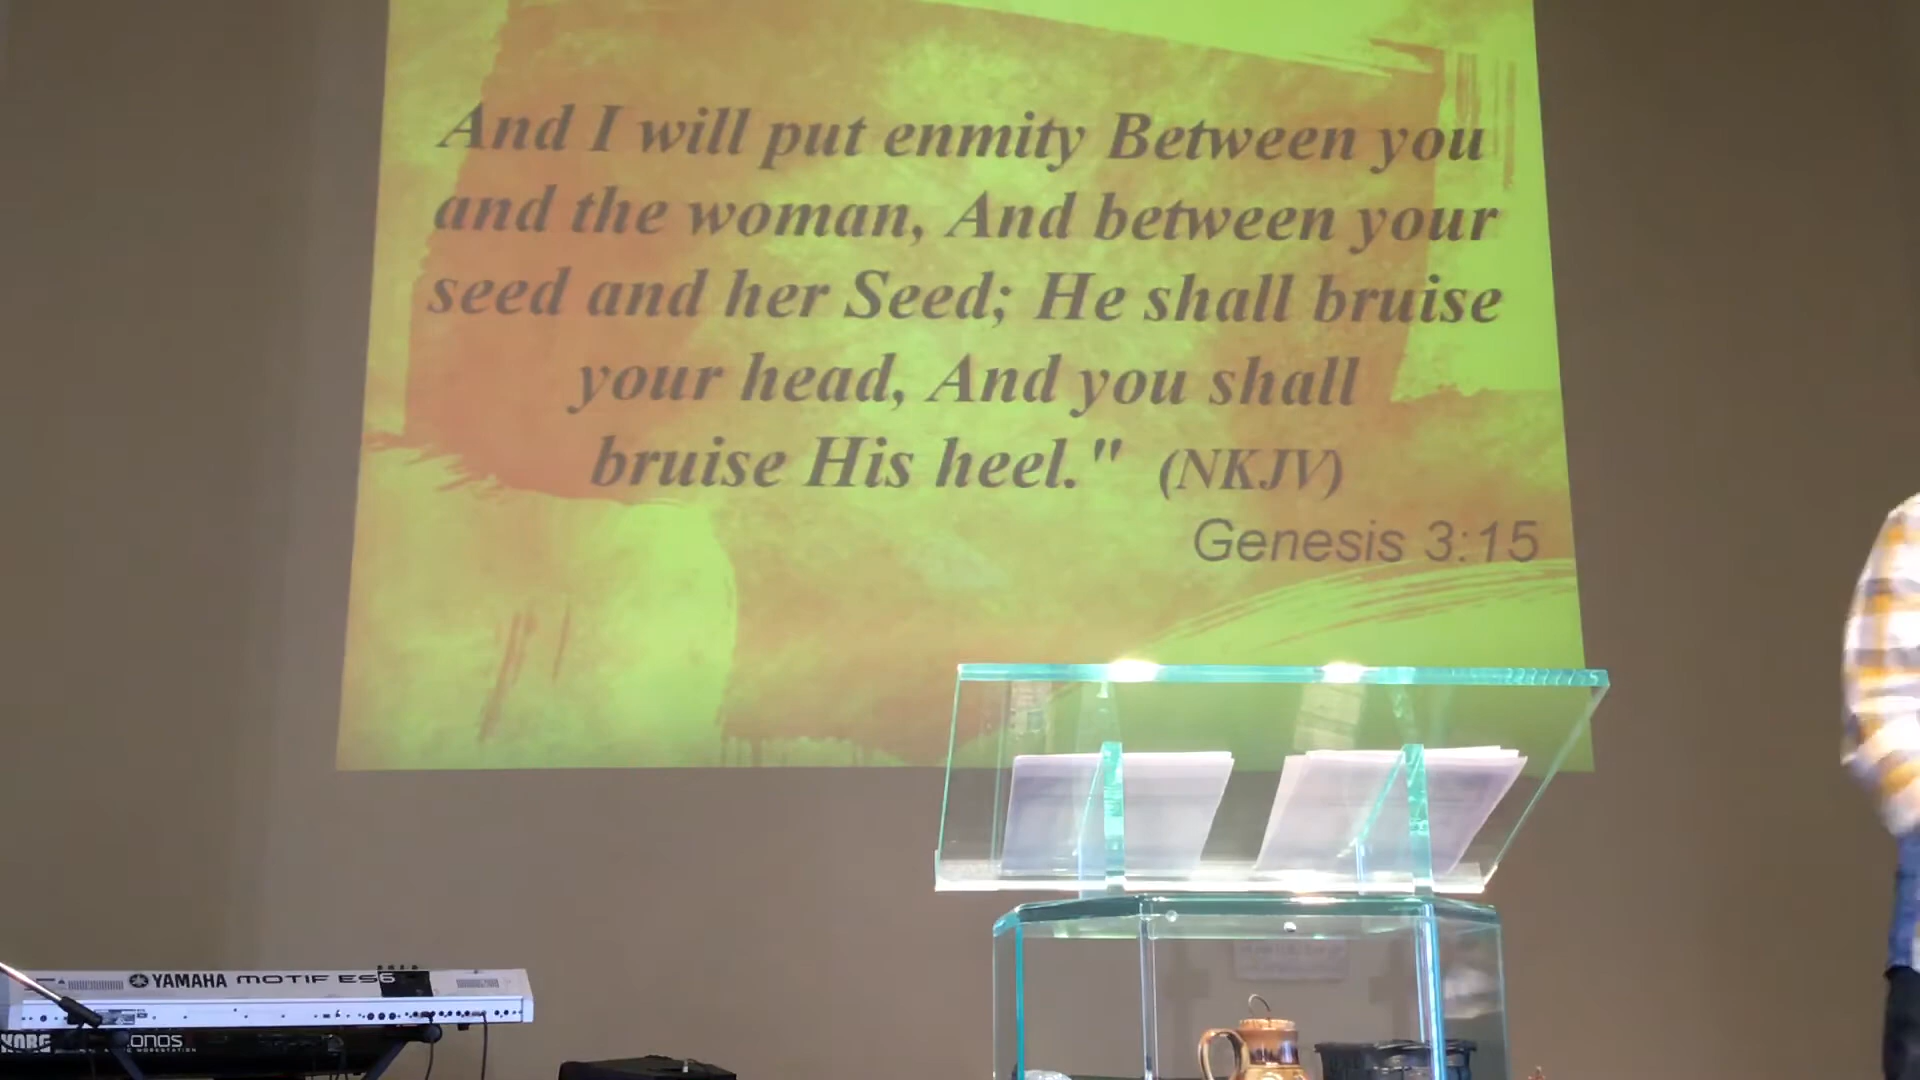 And I will put enmity Between you
and the woman, And between your
seed and her Seed; He shall bruise
your head, And you shall
bruise His heel." (NKJV)
Genesis 3:15
YAMAHA MOTIF ES6
KORG